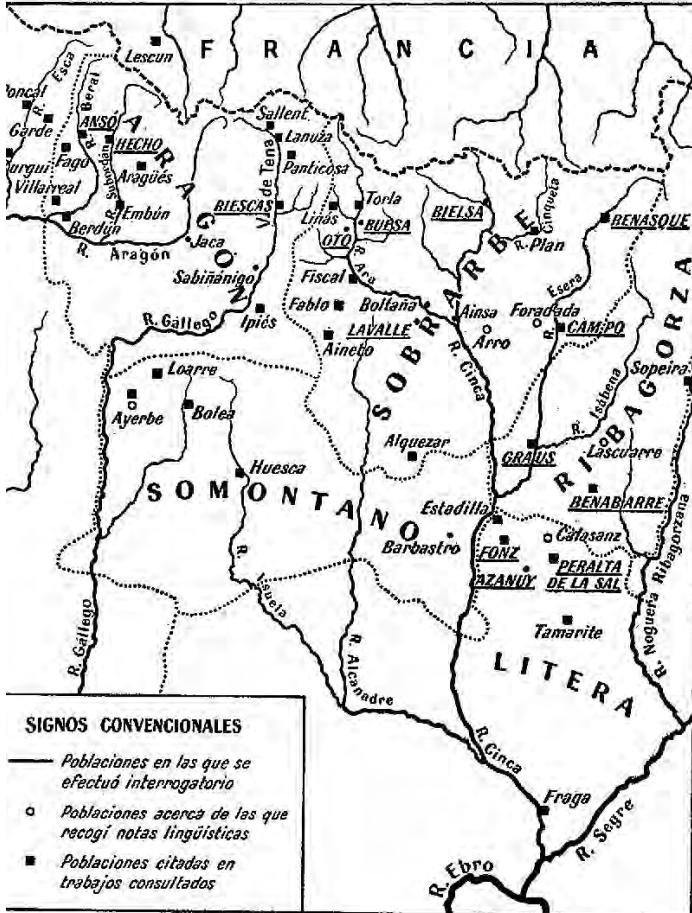 FRANCIA
Lescun
R. Esca
R. Beral
Garde
ANSÓ
HECHO
Fago
R. Subordán
Villarreal
Aragüés
Embún
Berdún
R. Aragón
Jaca
ARAGÓN
Sallent
Lanuza
Panticosa
V. de Tena
BIESCAS
Sabiñánigo
R. Gállego
Ipiés
Linás
Torla
OTO
BUESA
R. Ara
Fiscal
Fablo
Boltaña
LAVALLE
Aineto
BIELSA
R. Cinqueta
Plan
BENASQUE
R. Esera
Ainsa
Arro
Foradada
CAMPO
SOBRARBE
R. Cinca
R. Isábena
RIBAGORZA
Sopeira
GRAUS
Lascuarre
BENABARRE
Loarre
Ayerbe
Bolea
Huesca
Alquezar
SOMONTANO
Barbastro
Estadilla
FONZ
AZANUY
Calasanz
PERALTA
DE LA SAL
Tamarite
LITERA
R. Noguera Ribagorzana
R. Gállego
R. Isuela
R. Alcanadre
R. Cinca
Fraga
R. Segre
R. Ebro
SIGNOS CONVENCIONALES
Poblaciones en las que se
efectuó interrogatorio
Poblaciones acerca de las que
recogí notas lingüísticas
Poblaciones citadas en
trabajos consultados